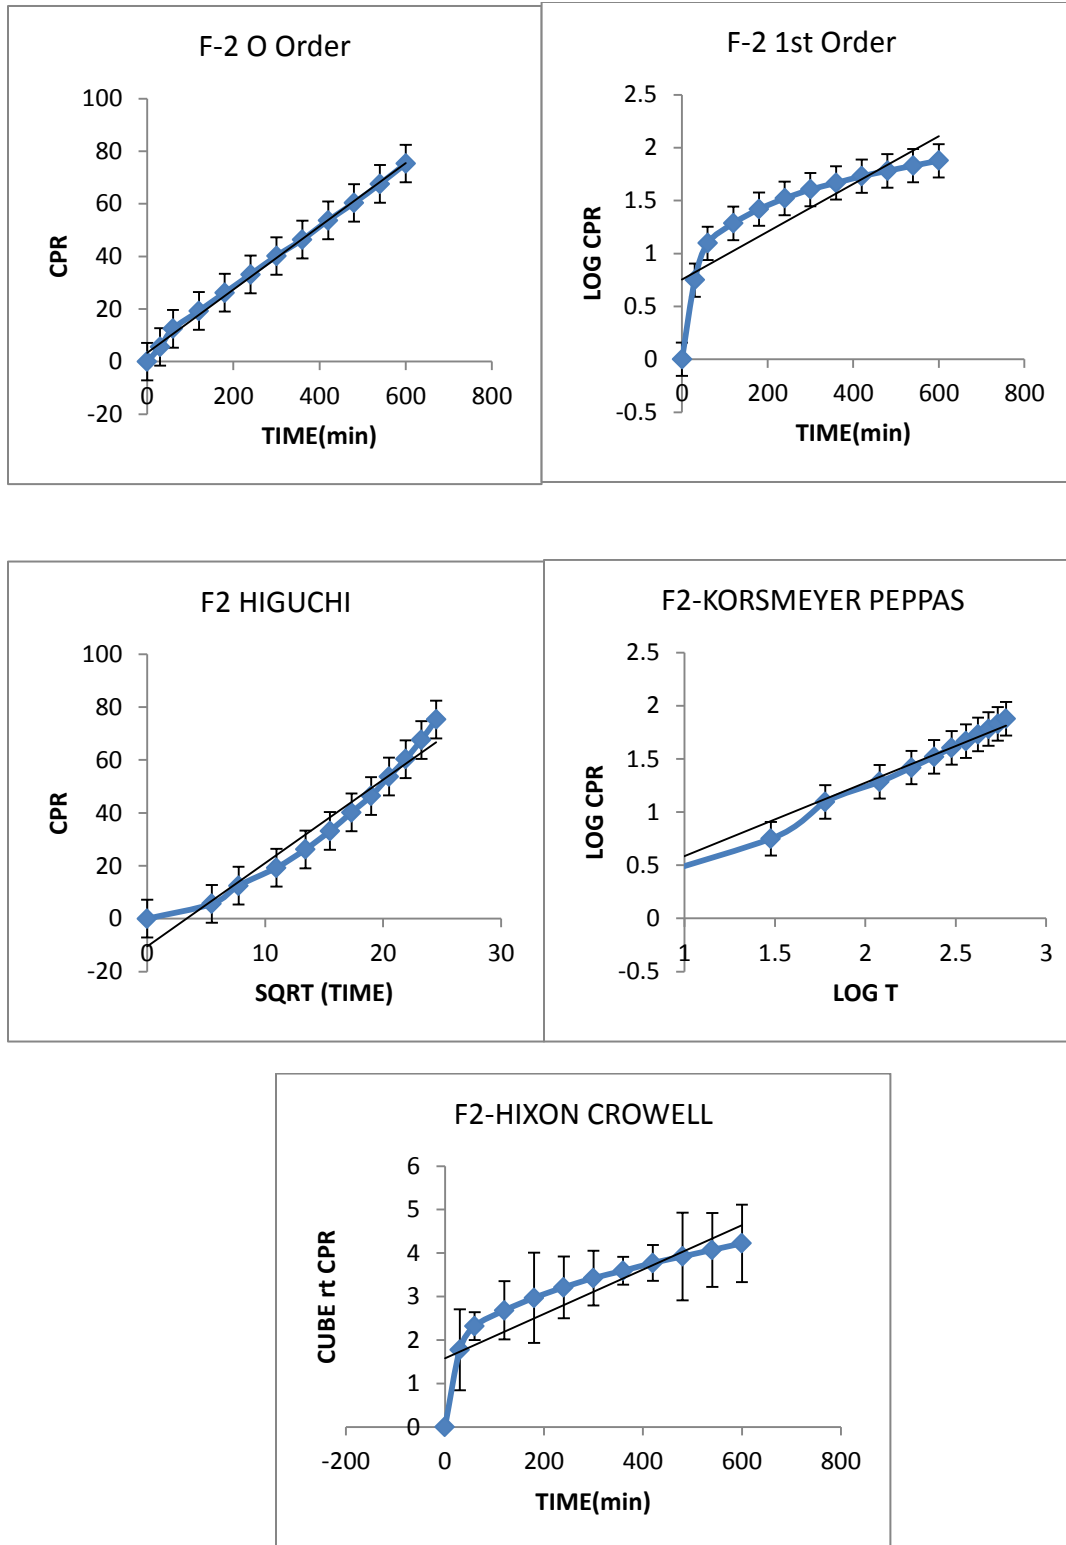 F-2 O Order
100
80
60
40
20
0
-20
0 200 400 600 800
CPR
TIME(min)
F-2 1st Order
2.5
2
1.5
1
0.5
0
-0.5
0 200 400 600 800
LOG CPR
TIME(min)
F2 HIGUCHI
100
80
60
40
20
0
-20
0 10 20 30
CPR
SQRT (TIME)
F2-KORSMEYER PEPPAS
2.5
2
1.5
1
0.5
0
-0.5
1 1.5 2 2.5 3
LOG CPR
LOG T
F2-HIXON CROWELL
6
5
4
3
2
1
0
-200 0 200 400 600 800
CUBE rt CPR
TIME(min)